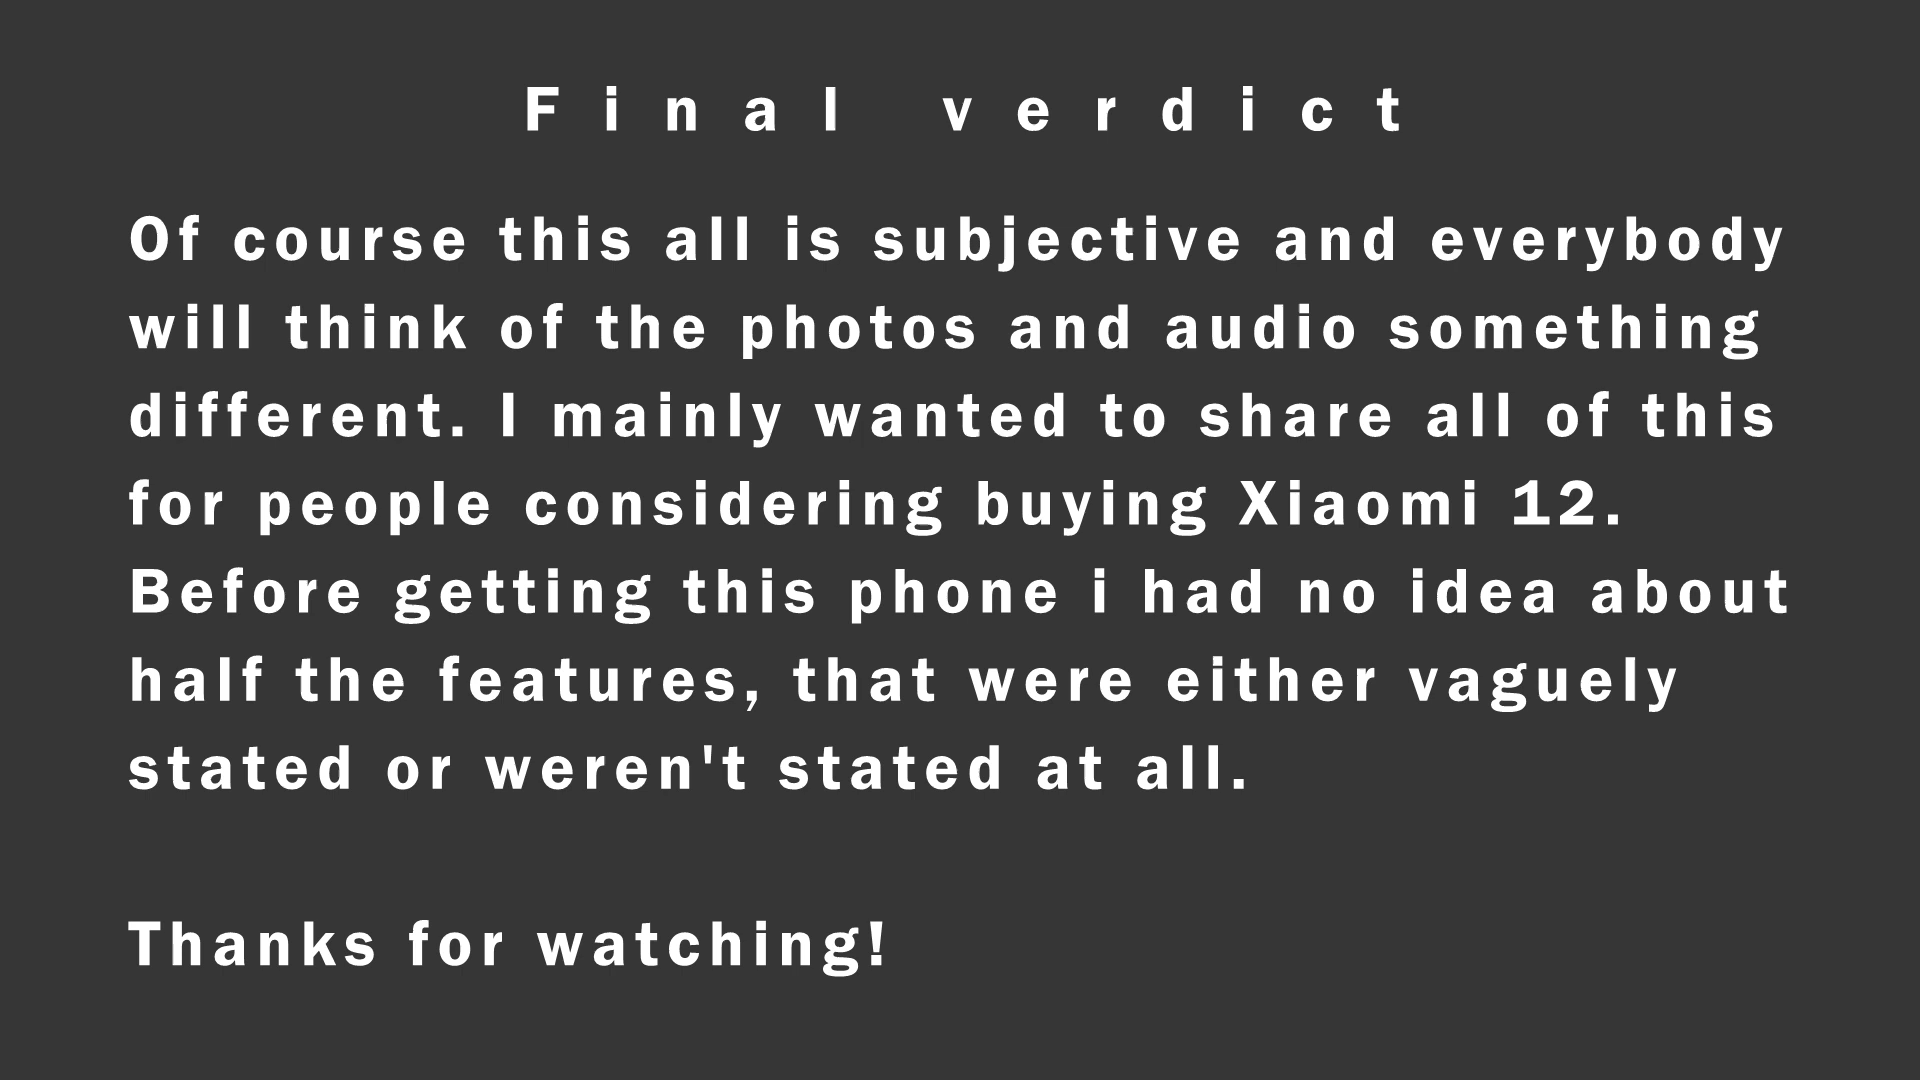 Final verdict
Of course this all is subjective and everybody
will think of the photos and audio something
different. I mainly wanted to share all of this
for people considering buying Xiaomi 12.
Before getting this phone i had no idea about
half the features, that were either vaguely
stated or weren't stated at all.
Thanks for watching!